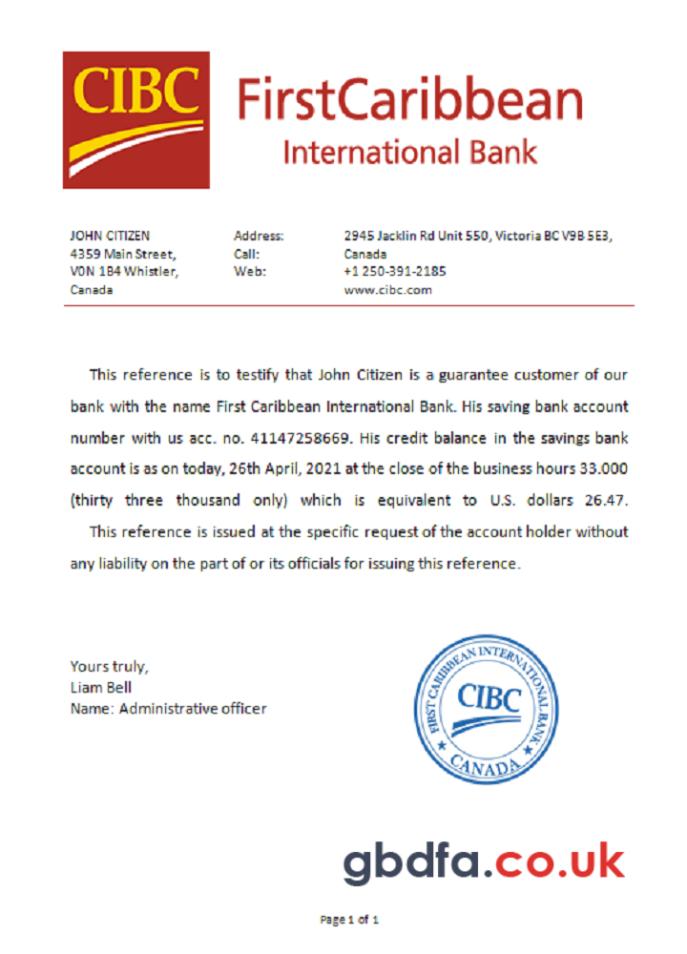 CIBC
FirstCaribbean
International Bank
JOHN CITIZEN
4359 Main Street,
V0N 1B4 Whistler,
Canada
Address:
Call:
Web:
2945 Jacklin Rd Unit 550, Victoria BC V9B 5E3,
Canada
+1 250-391-2185
www.cibc.com
This reference is to testify that John Citizen is a guarantee customer of our
bank with the name First Caribbean International Bank. His saving bank account
number with us acc. no. 41147258669. His credit balance in the savings bank
account is as on today, 26th April, 2021 at the close of the business hours 33.000
(thirty three thousand only) which is equivalent to U.S. dollars 26.47.
This reference is issued at the specific request of the account holder without
any liability on the part of or its officials for issuing this reference.
Yours truly,
Liam Bell
Name: Administrative officer
FIRST CARIBBEAN INTERNATIONAL BANK
CIBC
CANADA
gbdfa.co.uk
Page 1 of 1